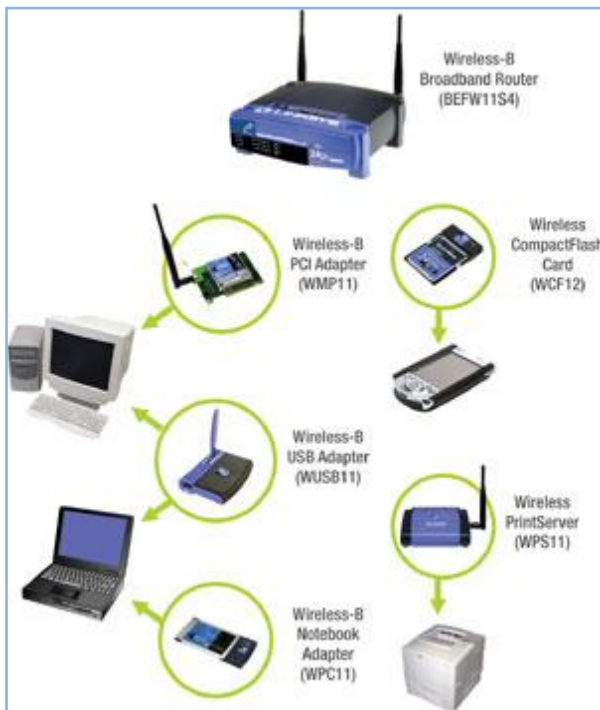 Wireless-B
Broadband Router
(BEFW11S4)
LINKSYS
Wireless-B
PCI Adapter
(WMP11)
Wireless
CompactFlash
Card
(WCF12)
Wireless-B
USB Adapter
(WUSB11)
Wireless
PrintServer
(WPS11)
Wireless-B
Notebook
Adapter
(WPC11)